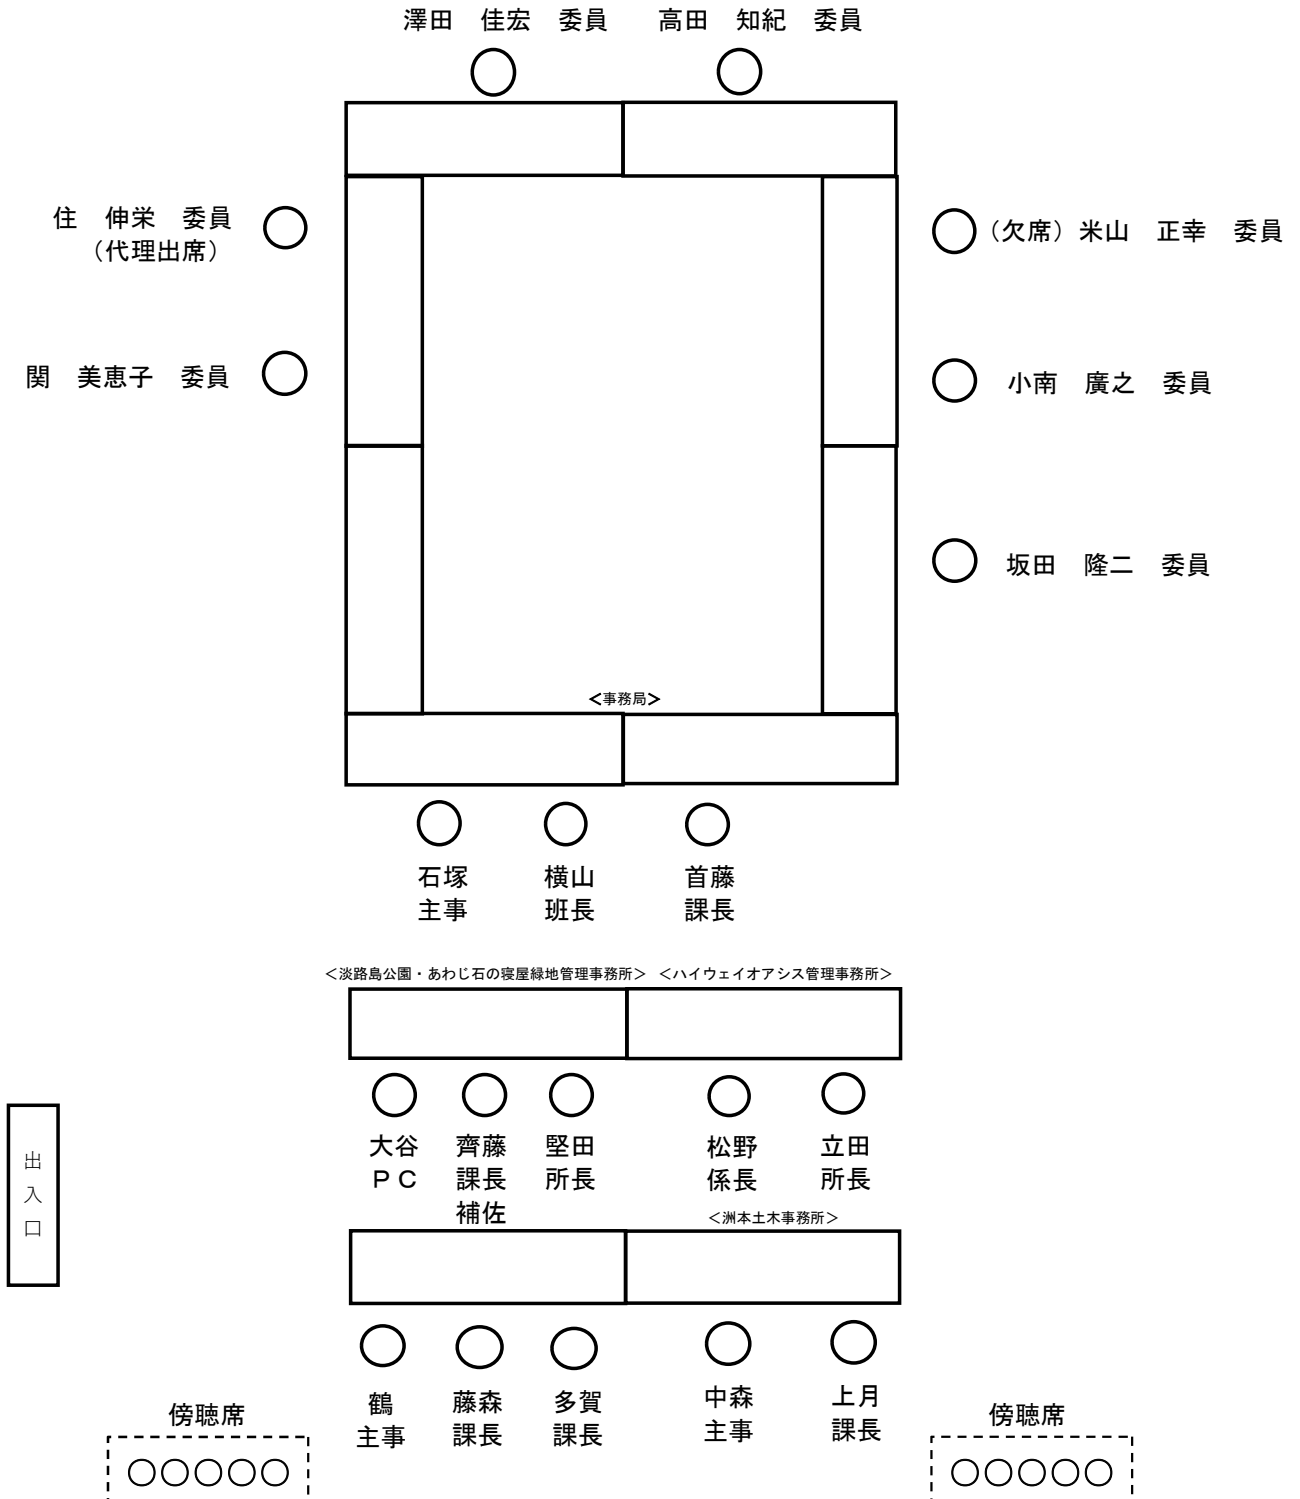 澤田　佳宏　委員　　高田　知紀　委員
住　伸栄　委員
（代理出席）
（欠席）米山　正幸　委員
関　美恵子　委員
小南　廣之　委員
坂田　隆二　委員
＜事務局＞
石塚
主事
横山
班長
首藤
課長
＜淡路島公園・あわじ石の寝屋緑地管理事務所＞
＜ハイウェイオアシス管理事務所＞
大谷
ＰＣ
齊藤
課長
補佐
堅田
所長
松野
係長
立田
所長
＜洲本土木事務所＞
出入口
鶴
主事
藤森
課長
多賀
課長
中森
主事
上月
課長
傍聴席
傍聴席